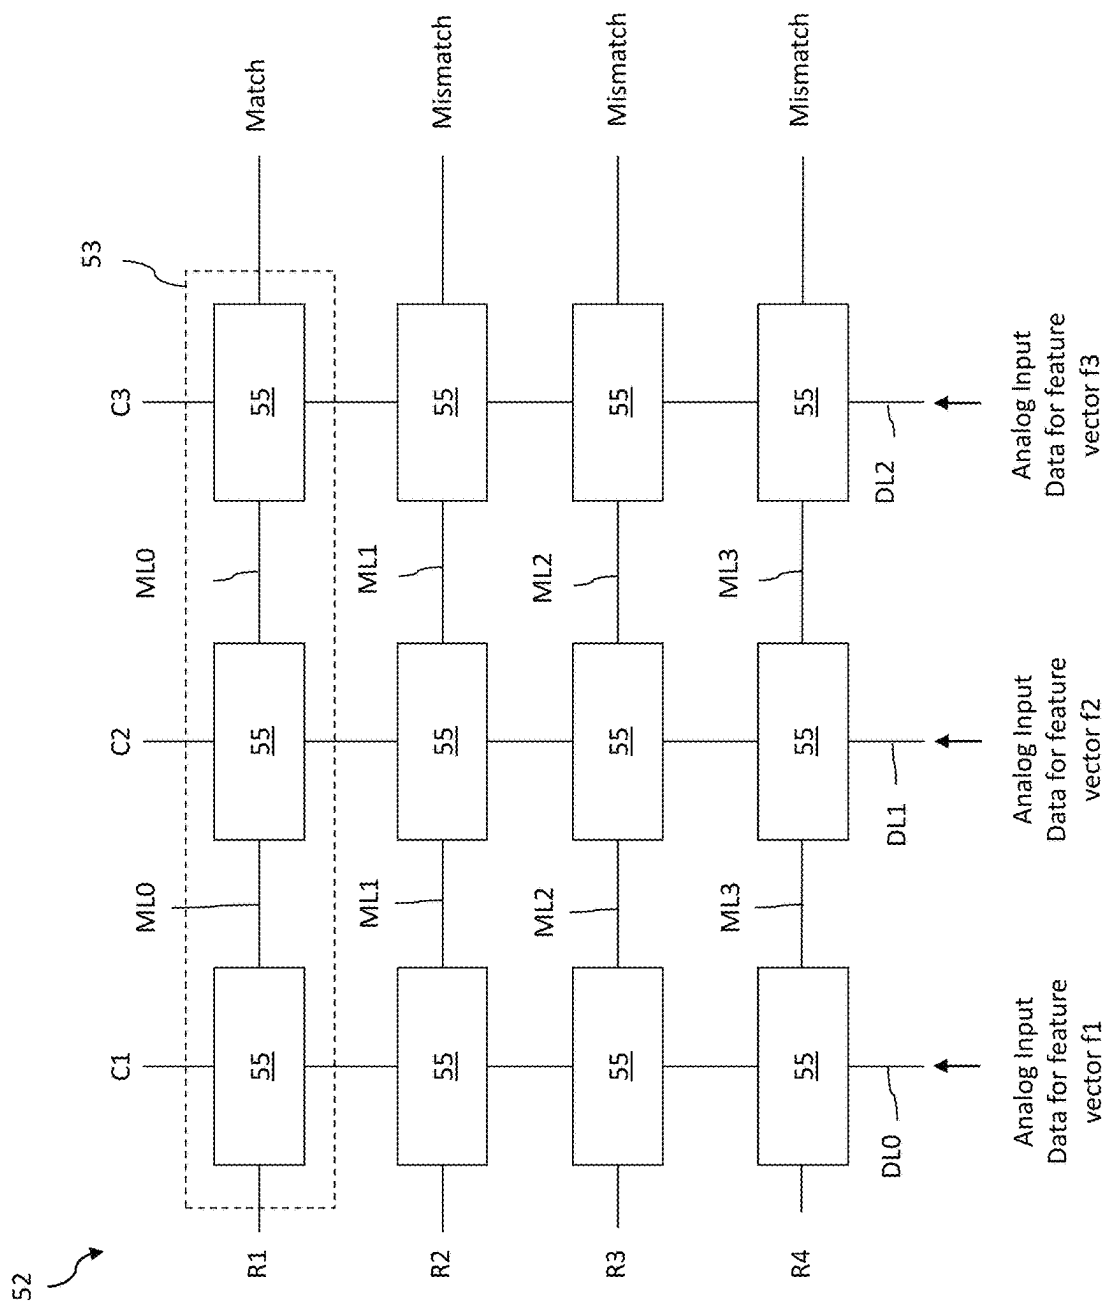 52
53
C1 C2 C3
ML0 ML0
R1 55 55 55 Match
ML1 ML1
R2 55 55 55 Mismatch
ML2 ML2
R3 55 55 55 Mismatch
ML3 ML3
R4 55 55 55 Mismatch
DL0 DL1 DL2
Analog Input
Data for feature
vector f1
Analog Input
Data for feature
vector f2
Analog Input
Data for feature
vector f3